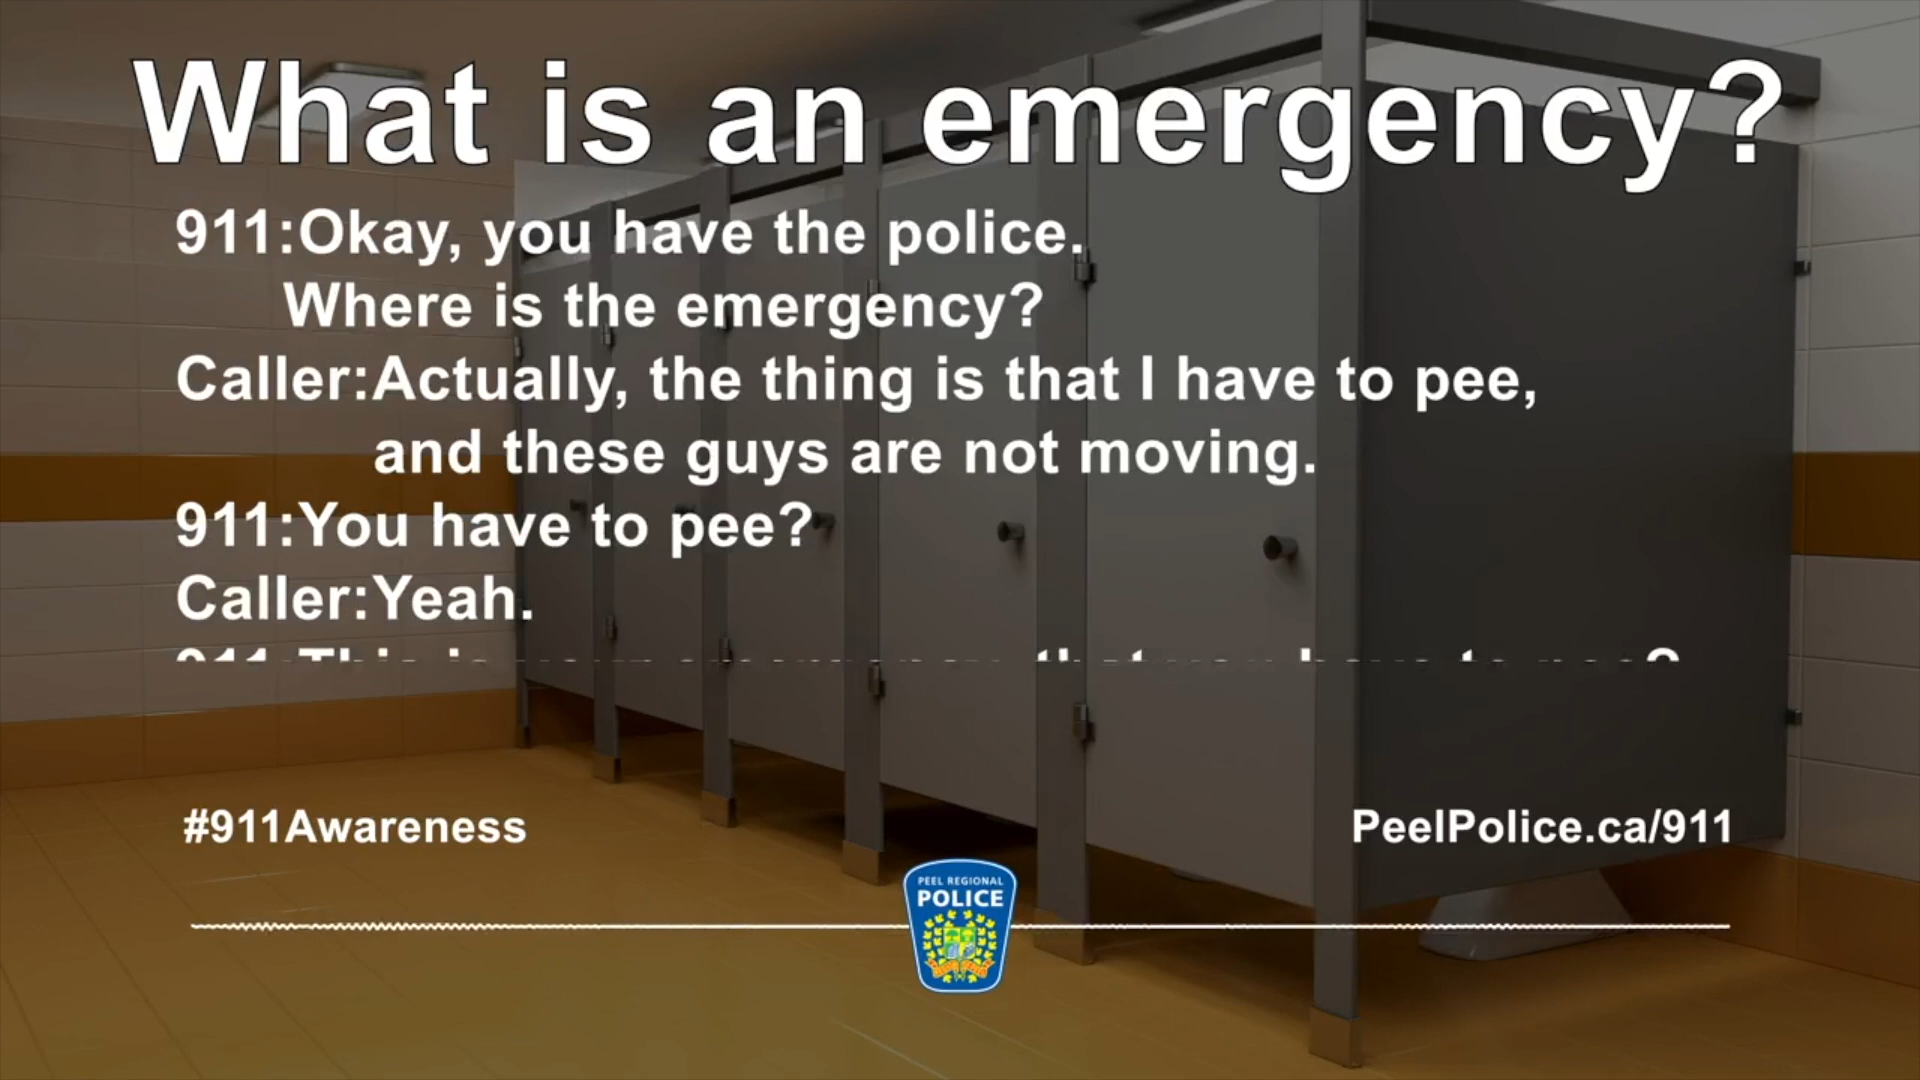 What is an emergency?
911:Okay, you have the police.
Where is the emergency?
Caller:Actually, the thing is that I have to pee,
and these guys are not moving.
911:You have to pee?
Caller:Yeah.
#911Awareness
PeelPolice.ca/911
PEEL REGIONAL
POLICE